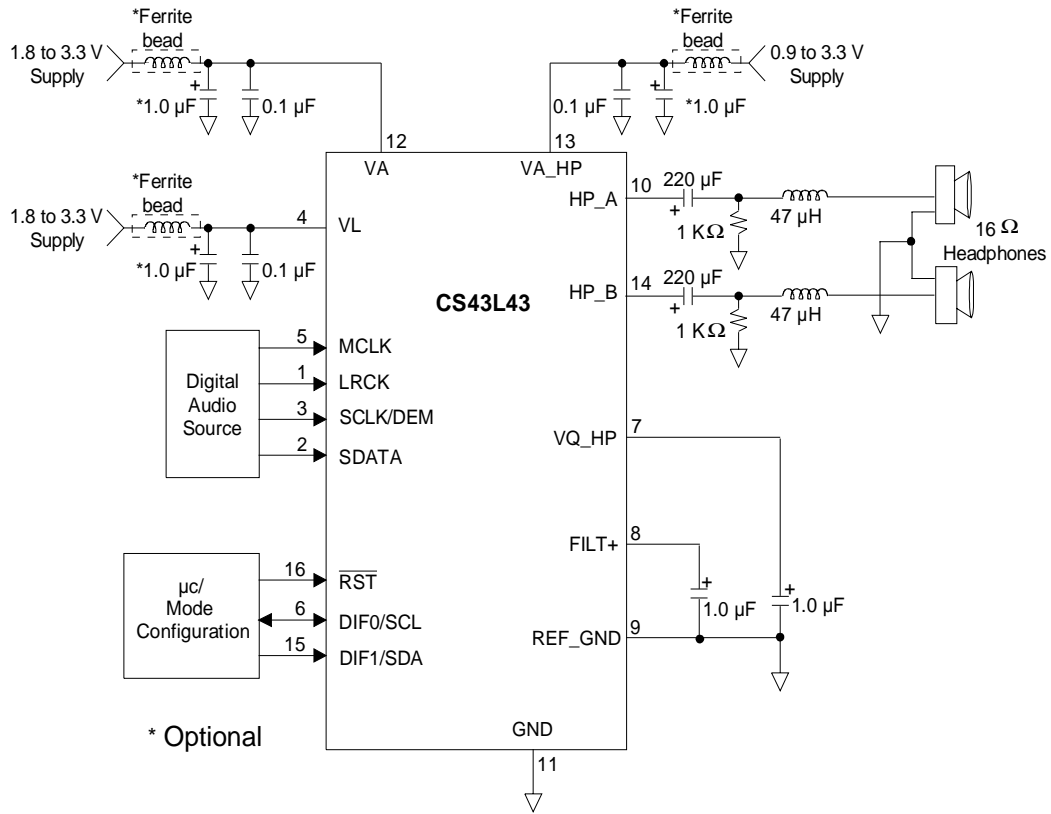 *Ferrite
bead
1.8 to 3.3 V
Supply
*1.0 µF
0.1 µF
*Ferrite
bead
0.9 to 3.3 V
Supply
0.1 µF
*1.0 µF
12
13
VA
VA_HP
*Ferrite
bead
1.8 to 3.3 V
Supply
*1.0 µF
0.1 µF
4
VL
HP_A
10
220 µF
1 KΩ
47 µH
16 Ω
Headphones
HP_B
14
220 µF
1 KΩ
47 µH
CS43L43
Digital
Audio
Source
5
MCLK
1
LRCK
3
SCLK/DEM
2
SDATA
VQ_HP
7
FILT+
8
1.0 µF
1.0 µF
REF_GND
9
µc/
Mode
Configuration
16
RST
6
DIF0/SCL
15
DIF1/SDA
* Optional
GND
11